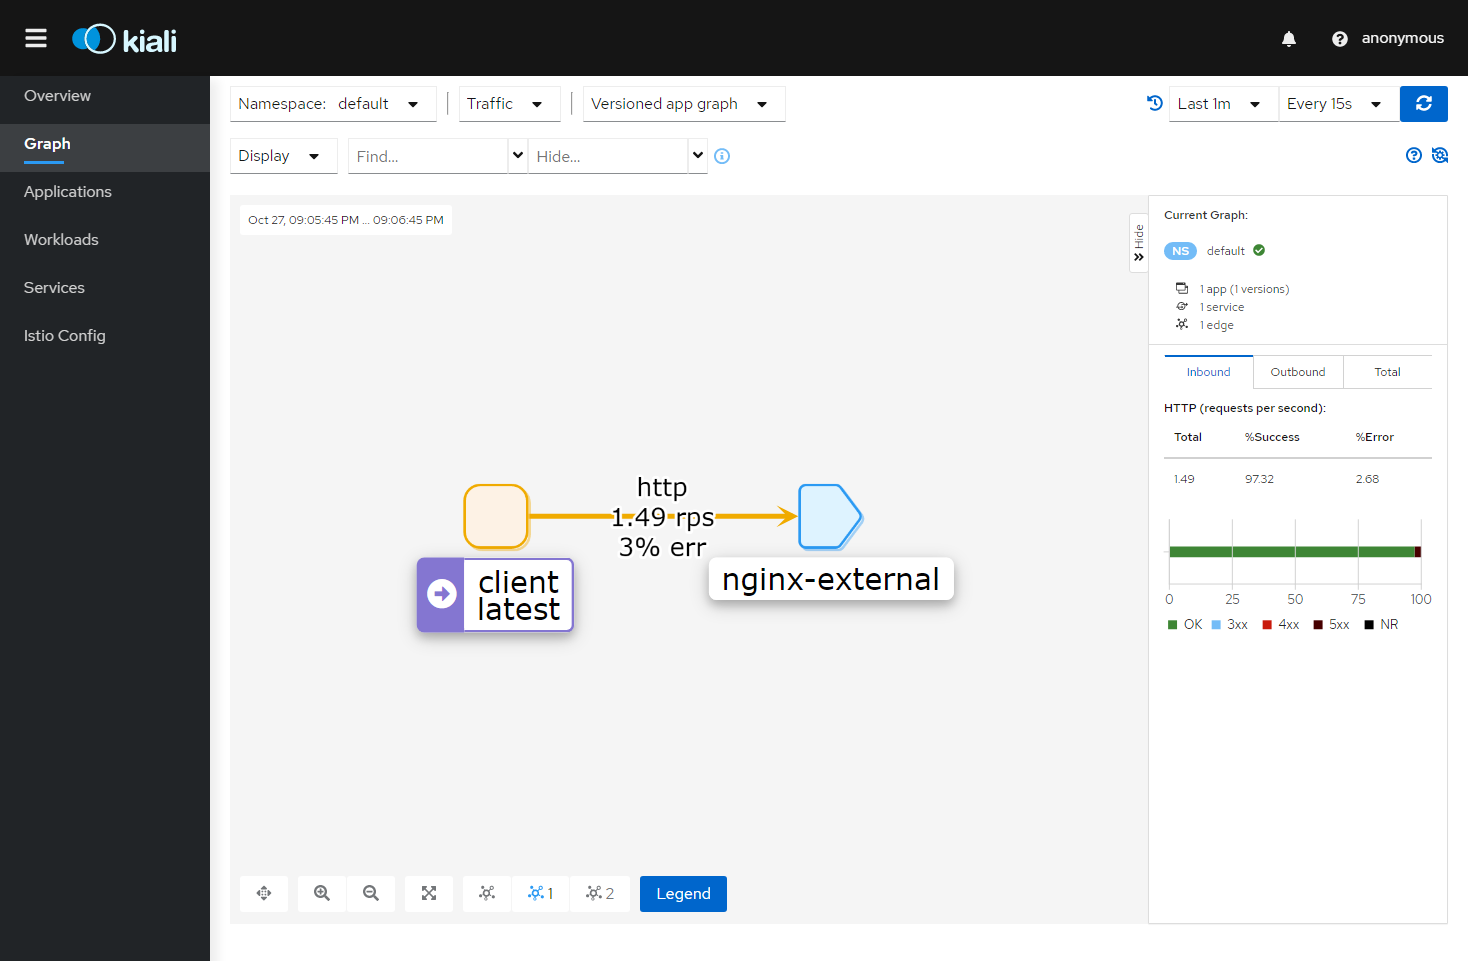 kiali
anonymous
Overview
Graph
Applications
Workloads
Services
Istio Config
Namespace: default
Traffic
Versioned app graph
Last 1m
Every 15s
Display
Find...
Hide...
Oct 27, 09:05:45 PM ... 09:06:45 PM
Hide
http
1.49 rps
3% err
client
latest
nginx-external
1
2
Legend
Current Graph:
NS default
1 app (1 versions)
1 service
1 edge
Inbound Outbound Total
HTTP (requests per second):
Total %Success %Error
1.49 97.32 2.68
0 25 50 75 100
OK 3xx 4xx 5xx NR